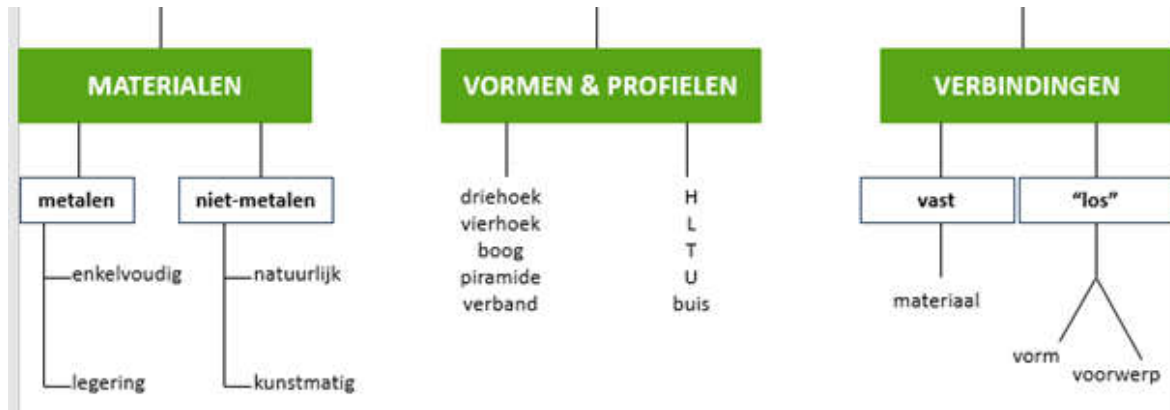 MATERIALEN
metalen
niet-metalen
enkelvoudig
natuurlijk
legering
kunstmatig
VORMEN & PROFIELEN
driehoek
vierhoek
boog
piramide
verband
H
L
T
U
buis
VERBINDINGEN
vast
“los”
materiaal
vorm
voorwerp